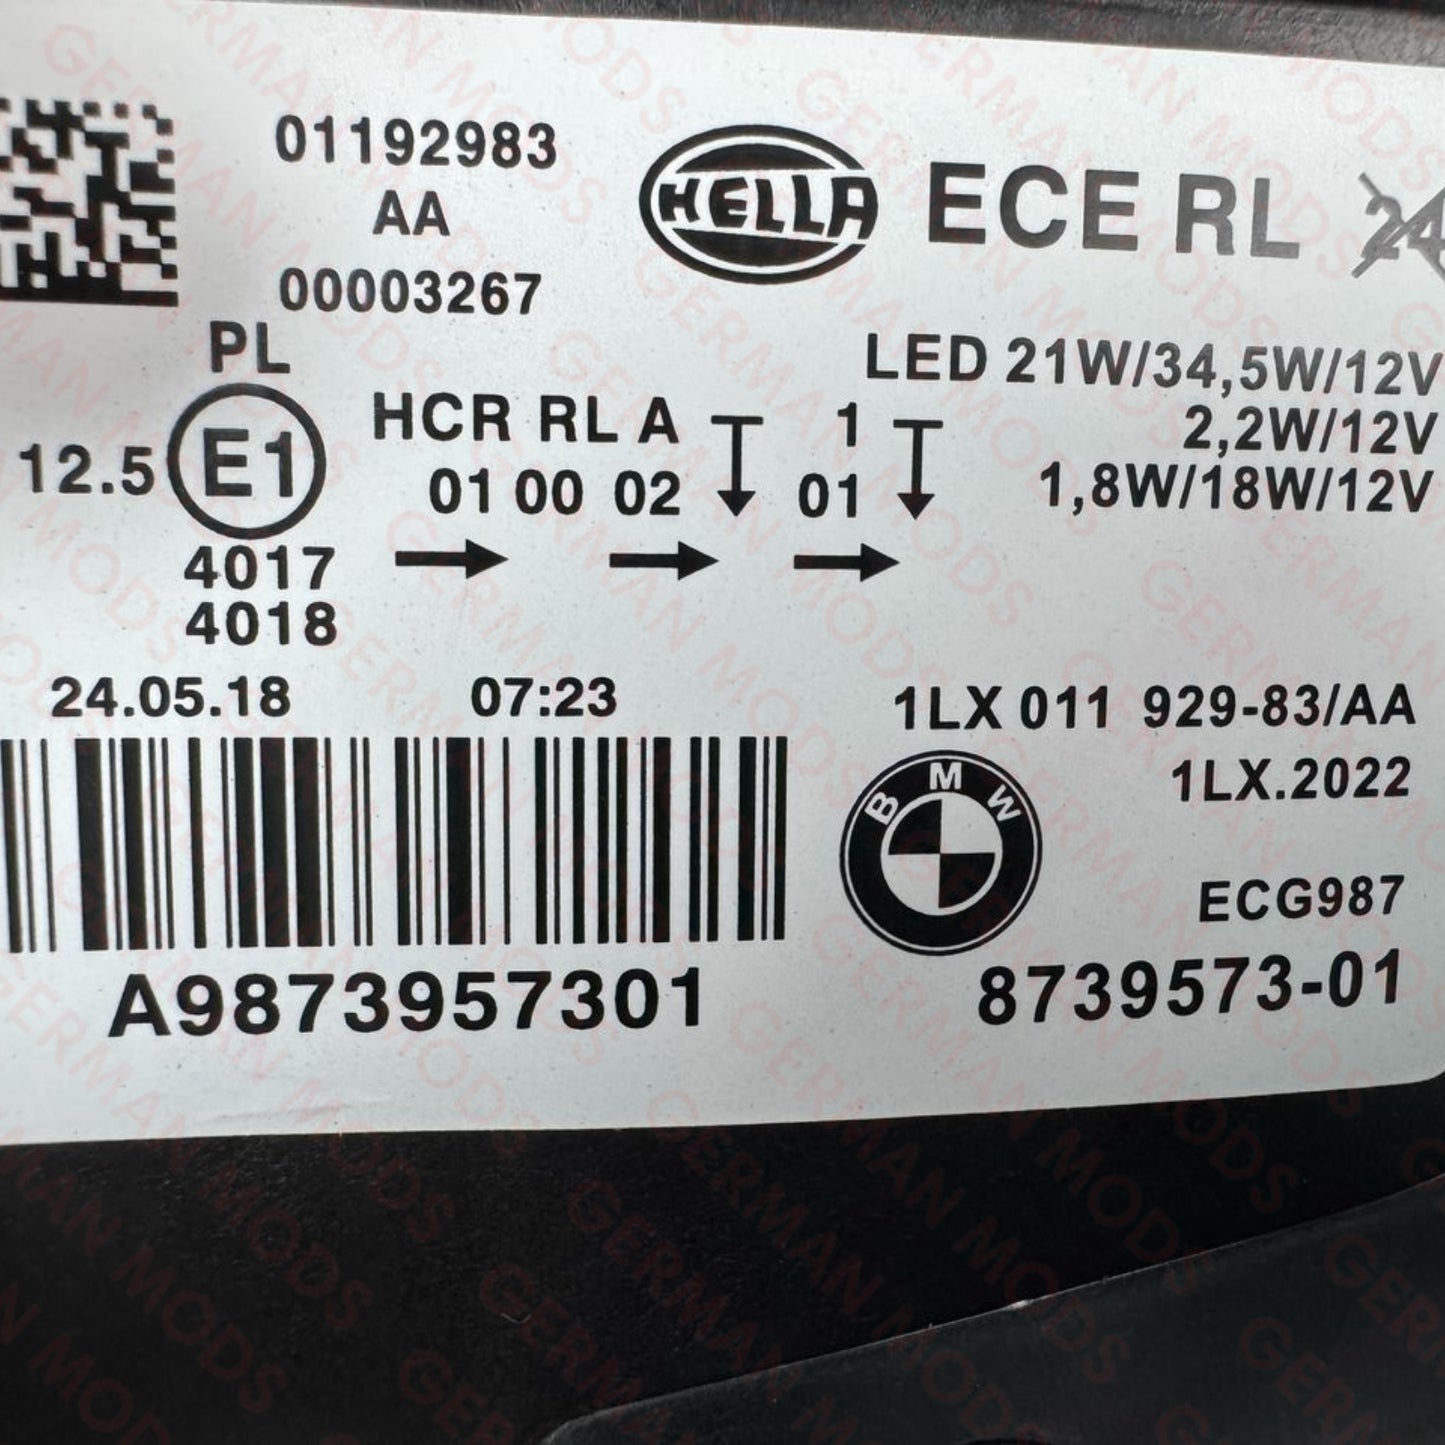 01192983
AA
00003267
HELLA
ECE RL
PL
LED 21W/34,5W/12V
2,2W/12V
1,8W/18W/12V
12.5 E1
HCR RL A 1
01 00 02 01
4017
4018
24.05.18 07:23
1LX 011 929-83/AA
1LX.2022
BMW
ECG987
8739573-01
A9873957301
GERMAN MODS